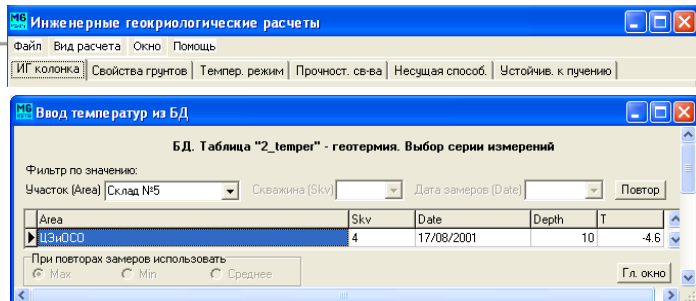 М6 Инженерные геокриологические расчеты
Файл Вид расчета Окно Помощь
ИГ колонка Свойства грунтов Темпер. режим Прочност. св-ва Несущая способ. Устойчив. к пучению
М6 Ввод температур из БД
БД. Таблица "2_temper" - геотермия. Выбор серии измерений
Фильтр по значению:
Участок (Area) Склад №5 Скважина (Skv) Дата замеров (Date) Повтор
Area Skv Date Depth T
ЦЭиОСО 4 17/08/2001 10 -4.6
При повторах замеров использовать
Max Min Среднее Гл. окно